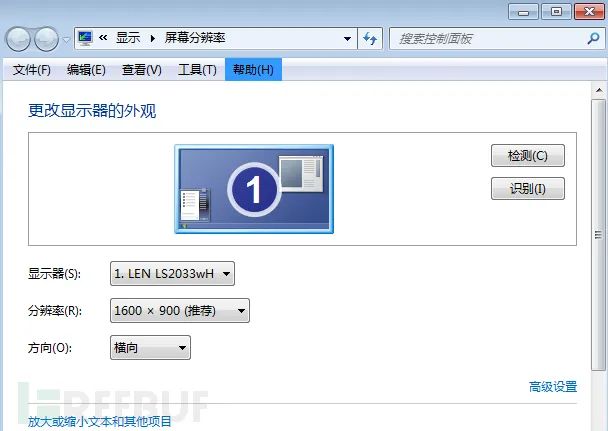 « 显示 ▸ 屏幕分辨率
搜索控制面板
文件(F) 编辑(E) 查看(V) 工具(T) 帮助(H)
更改显示器的外观
1
检测(C)
识别(I)
显示器(S): 1. LEN LS2033wH
分辨率(R): 1600 × 900 (推荐)
方向(O): 横向
高级设置
REEBUF
放大或缩小文本和其他项目